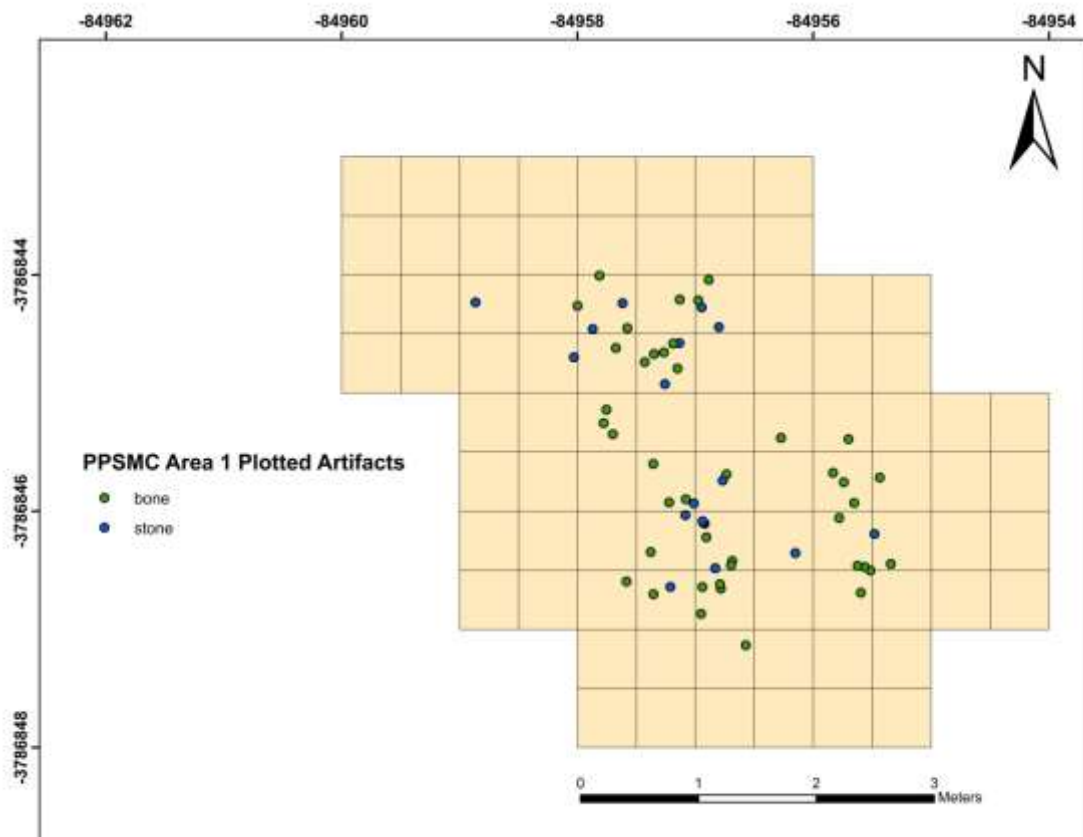 -84962 -84960 -84958 -84956 -84954
N
-3786844
PPSMC Area 1 Plotted Artifacts
bone
stone
-3786846
-3786848
0 1 2 3
Meters